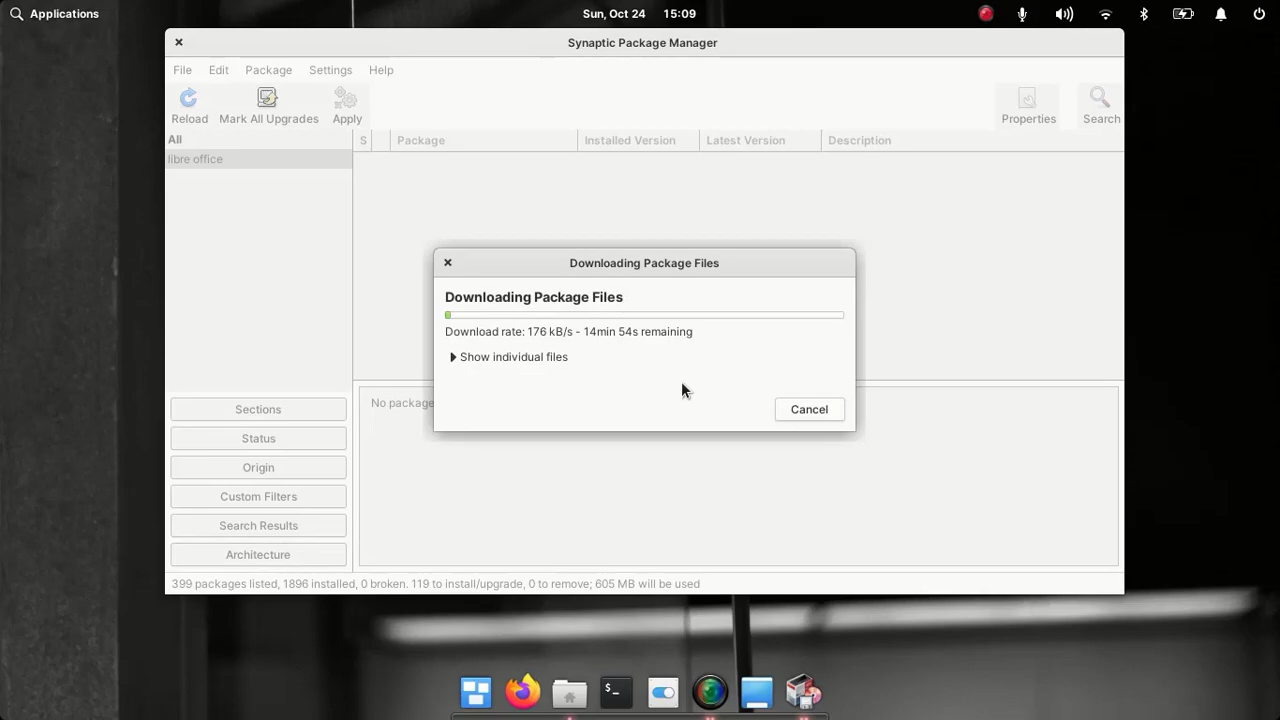 Applications
Sun, Oct 24 15:09
Synaptic Package Manager
File Edit Package Settings Help
Reload Mark All Upgrades Apply Properties Search
All
S Package Installed Version Latest Version Description
libre office
Downloading Package Files
Downloading Package Files
Download rate: 176 kB/s - 14min 54s remaining
Show individual files
No package
Cancel
Sections
Status
Origin
Custom Filters
Search Results
Architecture
399 packages listed, 1896 installed, 0 broken. 119 to install/upgrade, 0 to remove; 605 MB will be used